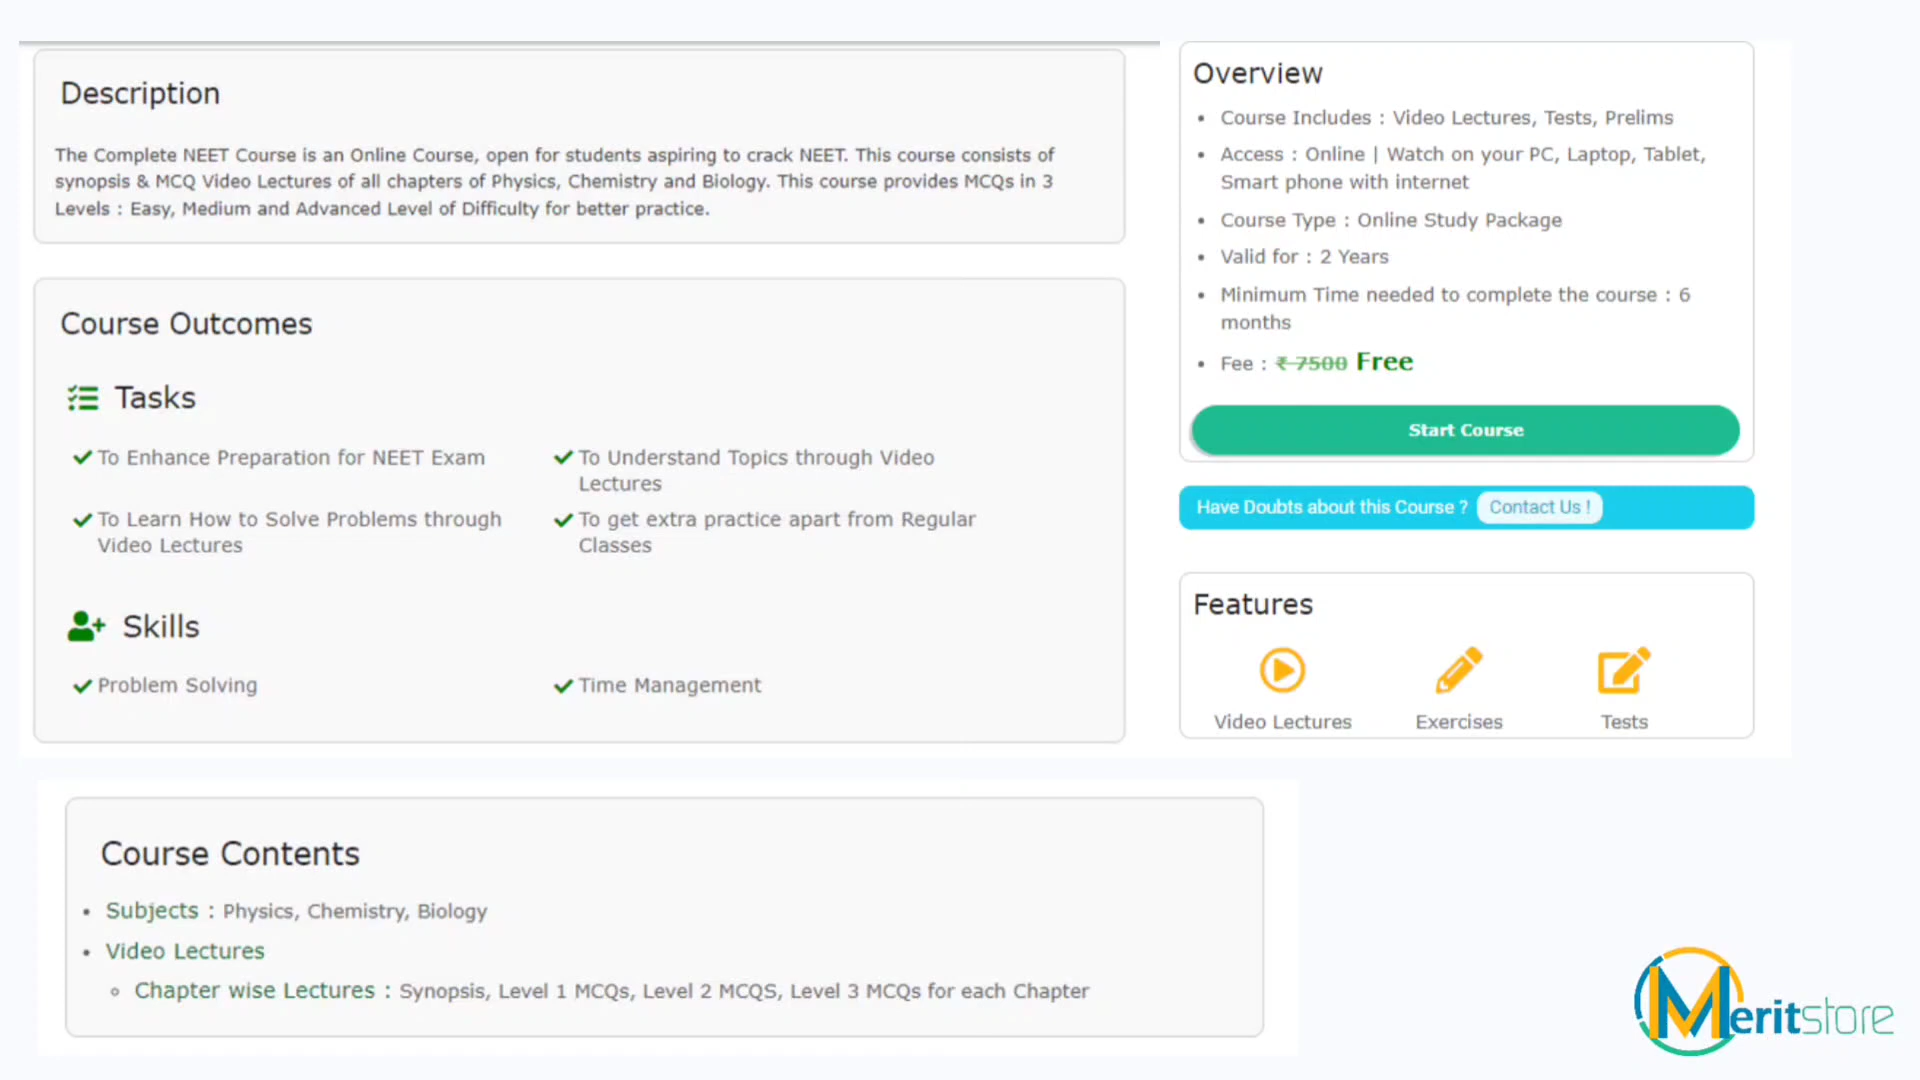 Description
The Complete NEET Course is an Online Course, open for students aspiring to crack NEET. This course consists of
synopsis & MCQ Video Lectures of all chapters of Physics, Chemistry and Biology. This course provides MCQs in 3
Levels : Easy, Medium and Advanced Level of Difficulty for better practice.
Course Outcomes
Tasks
To Enhance Preparation for NEET Exam
To Understand Topics through Video
Lectures
To Learn How to Solve Problems through
Video Lectures
To get extra practice apart from Regular
Classes
Skills
Problem Solving
Time Management
Overview
Course Includes : Video Lectures, Tests, Prelims
Access : Online | Watch on your PC, Laptop, Tablet,
Smart phone with internet
Course Type : Online Study Package
Valid for : 2 Years
Minimum Time needed to complete the course : 6
months
Fee : ₹ 7500 Free
Start Course
Have Doubts about this Course ? Contact Us !
Features
Video Lectures
Exercises
Tests
Course Contents
Subjects : Physics, Chemistry, Biology
Video Lectures
Chapter wise Lectures : Synopsis, Level 1 MCQs, Level 2 MCQS, Level 3 MCQs for each Chapter
Meritstore